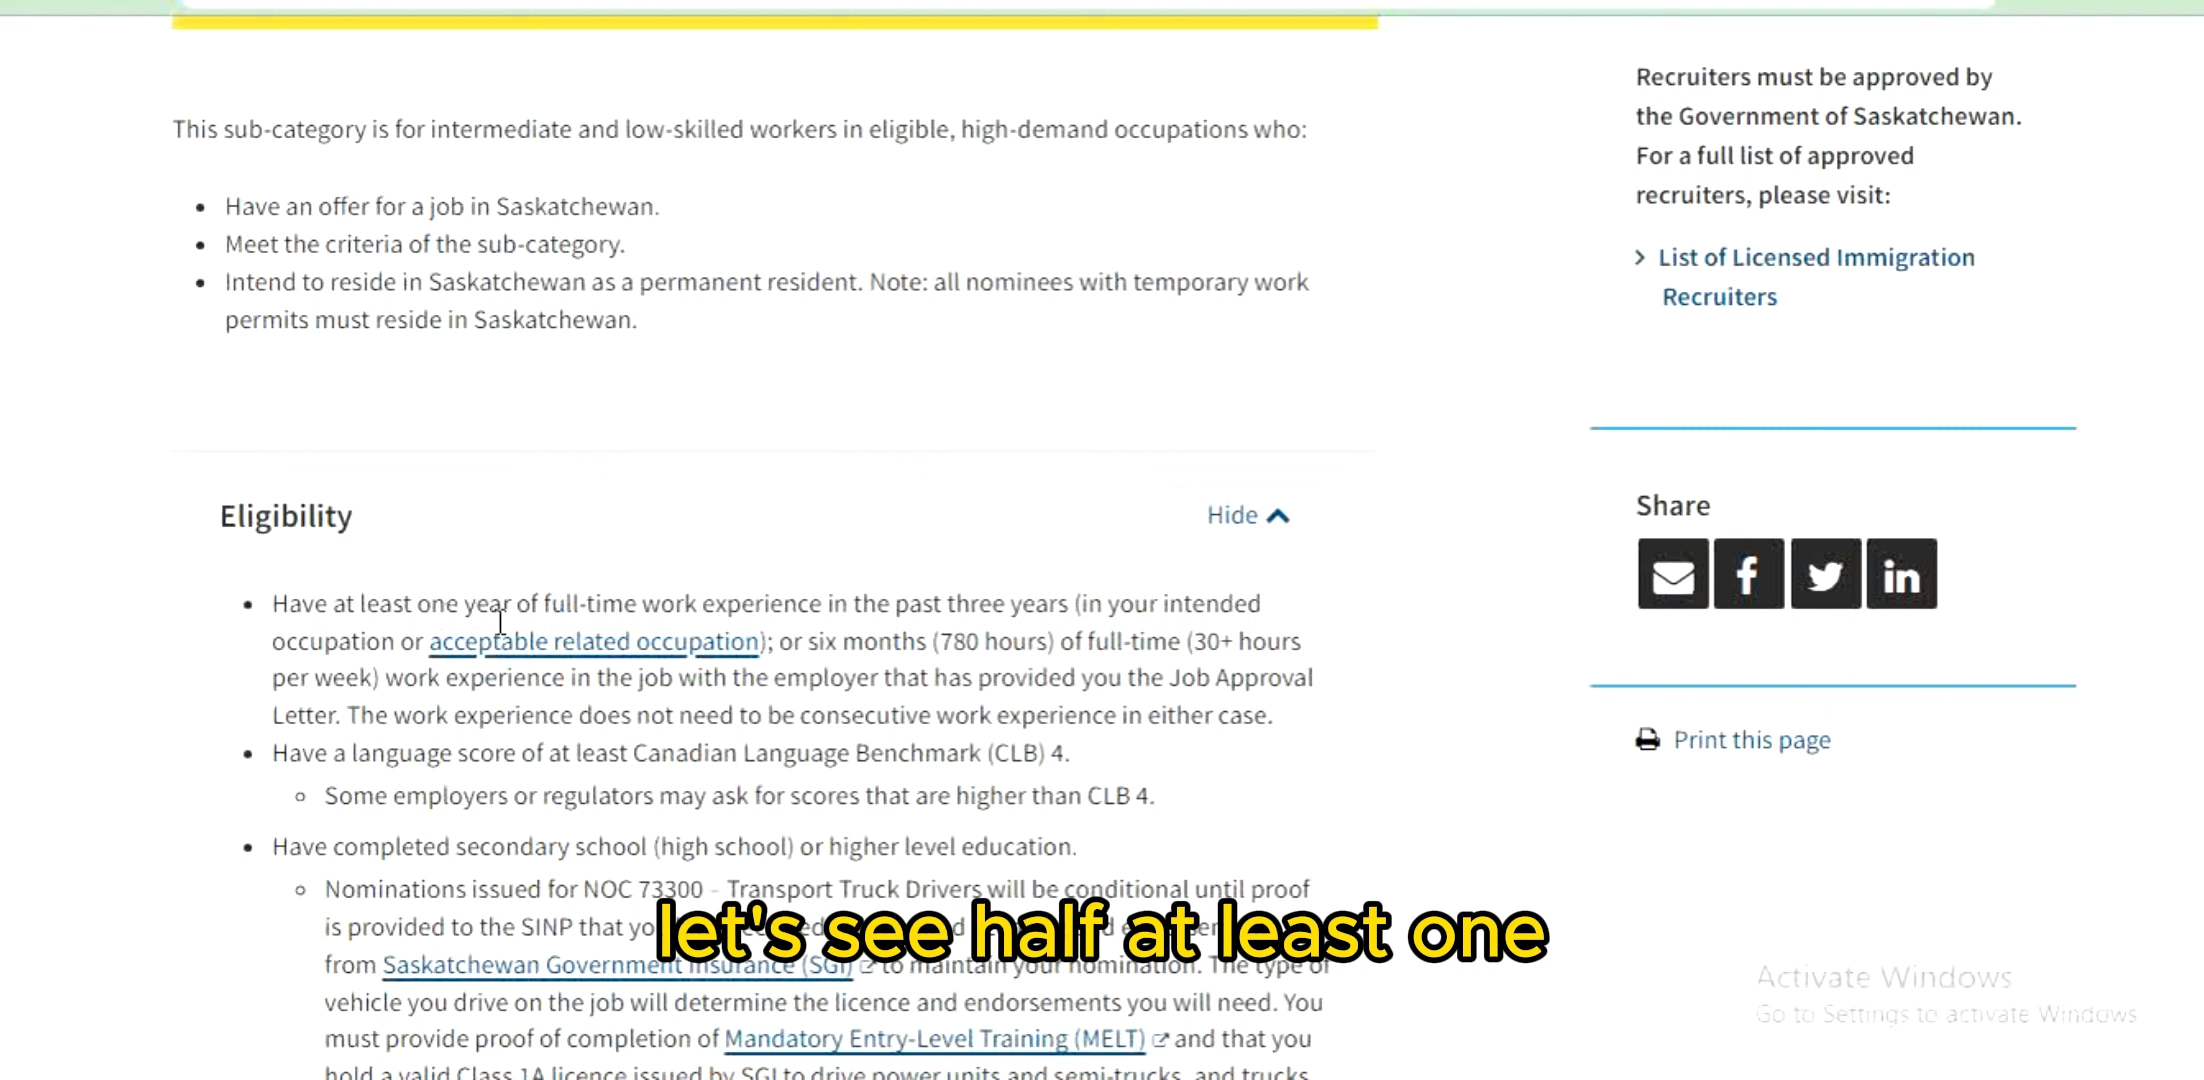 This sub-category is for intermediate and low-skilled workers in eligible, high-demand occupations who:
Have an offer for a job in Saskatchewan.
Meet the criteria of the sub-category.
Intend to reside in Saskatchewan as a permanent resident. Note: all nominees with temporary work
permits must reside in Saskatchewan.
Eligibility
Hide
Have at least one year of full-time work experience in the past three years (in your intended
occupation or acceptable related occupation); or six months (780 hours) of full-time (30+ hours
per week) work experience in the job with the employer that has provided you the Job Approval
Letter. The work experience does not need to be consecutive work experience in either case.
Have a language score of at least Canadian Language Benchmark (CLB) 4.
Some employers or regulators may ask for scores that are higher than CLB 4.
Have completed secondary school (high school) or higher level education.
Nominations issued for NOC 73300 - Transport Truck Drivers will be conditional until proof
is provided to the SINP that
let's see half at least one
from Saskatchewan Government Insurance (SGI) to maintain your nomination. The type of
vehicle you drive on the job will determine the licence and endorsements you will need. You
must provide proof of completion of Mandatory Entry-Level Training (MELT) and that you
hold a valid Class 1A licence issued by SGI to drive power units and semi-trucks, and trucks
Recruiters must be approved by
the Government of Saskatchewan.
For a full list of approved
recruiters, please visit:
List of Licensed Immigration
Recruiters
Share
Print this page
Activate Windows
Go to Settings to activate Windows